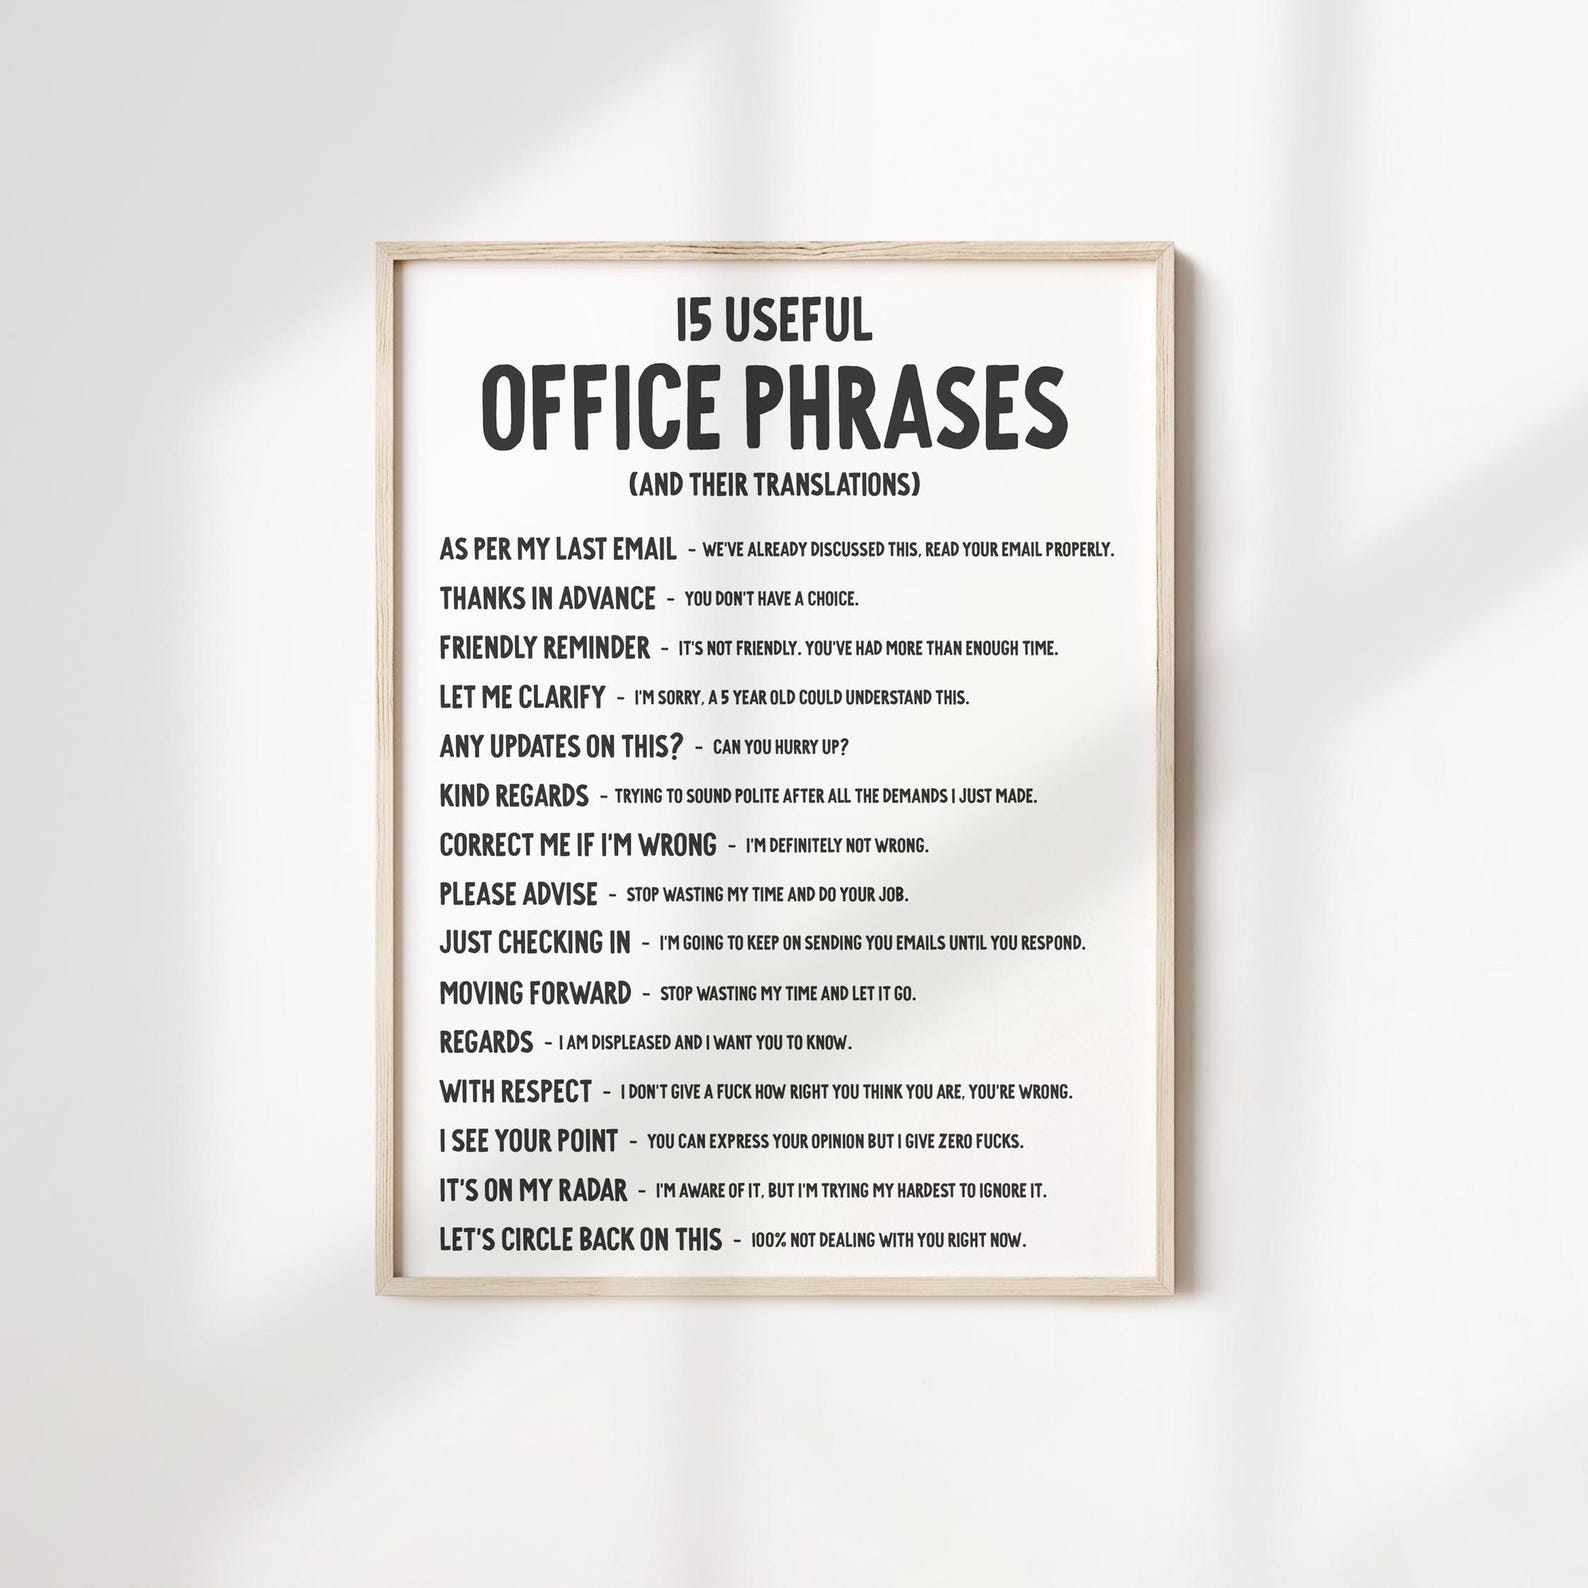 15 USEFUL
OFFICE PHRASES
(AND THEIR TRANSLATIONS)
AS PER MY LAST EMAIL - WE'VE ALREADY DISCUSSED THIS, READ YOUR EMAIL PROPERLY.
THANKS IN ADVANCE - YOU DON'T HAVE A CHOICE.
FRIENDLY REMINDER - IT'S NOT FRIENDLY. YOU'VE HAD MORE THAN ENOUGH TIME.
LET ME CLARIFY - I'M SORRY, A 5 YEAR OLD COULD UNDERSTAND THIS.
ANY UPDATES ON THIS? - CAN YOU HURRY UP?
KIND REGARDS - TRYING TO SOUND POLITE AFTER ALL THE DEMANDS I JUST MADE.
CORRECT ME IF I'M WRONG - I'M DEFINITELY NOT WRONG.
PLEASE ADVISE - STOP WASTING MY TIME AND DO YOUR JOB.
JUST CHECKING IN - I'M GOING TO KEEP ON SENDING YOU EMAILS UNTIL YOU RESPOND.
MOVING FORWARD - STOP WASTING MY TIME AND LET IT GO.
REGARDS - I AM DISPLEASED AND I WANT YOU TO KNOW.
WITH RESPECT - I DON'T GIVE A FUCK HOW RIGHT YOU THINK YOU ARE, YOU'RE WRONG.
I SEE YOUR POINT - YOU CAN EXPRESS YOUR OPINION BUT I GIVE ZERO FUCKS.
IT'S ON MY RADAR - I'M AWARE OF IT, BUT I'M TRYING MY HARDEST TO IGNORE IT.
LET'S CIRCLE BACK ON THIS - 100% NOT DEALING WITH YOU RIGHT NOW.